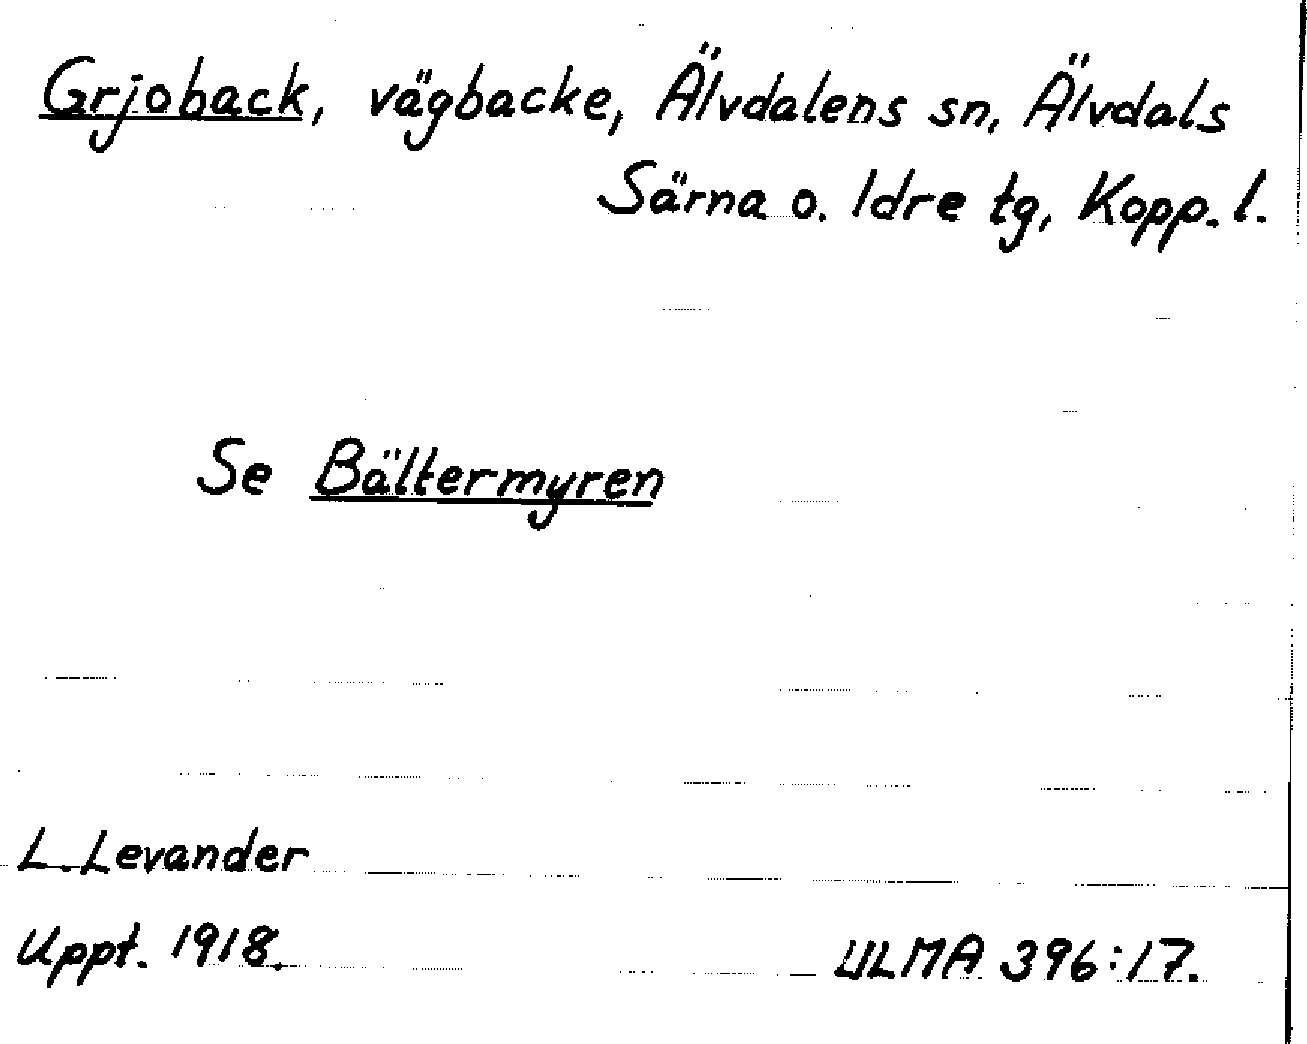 Grjoback, vägbacke, Älvdalens sn, Älvdals
Särna o. Idre tg, Kopp. l.
Se Bältermyren
L. Levander
Uppt. 1918.
ULMA 396:17.